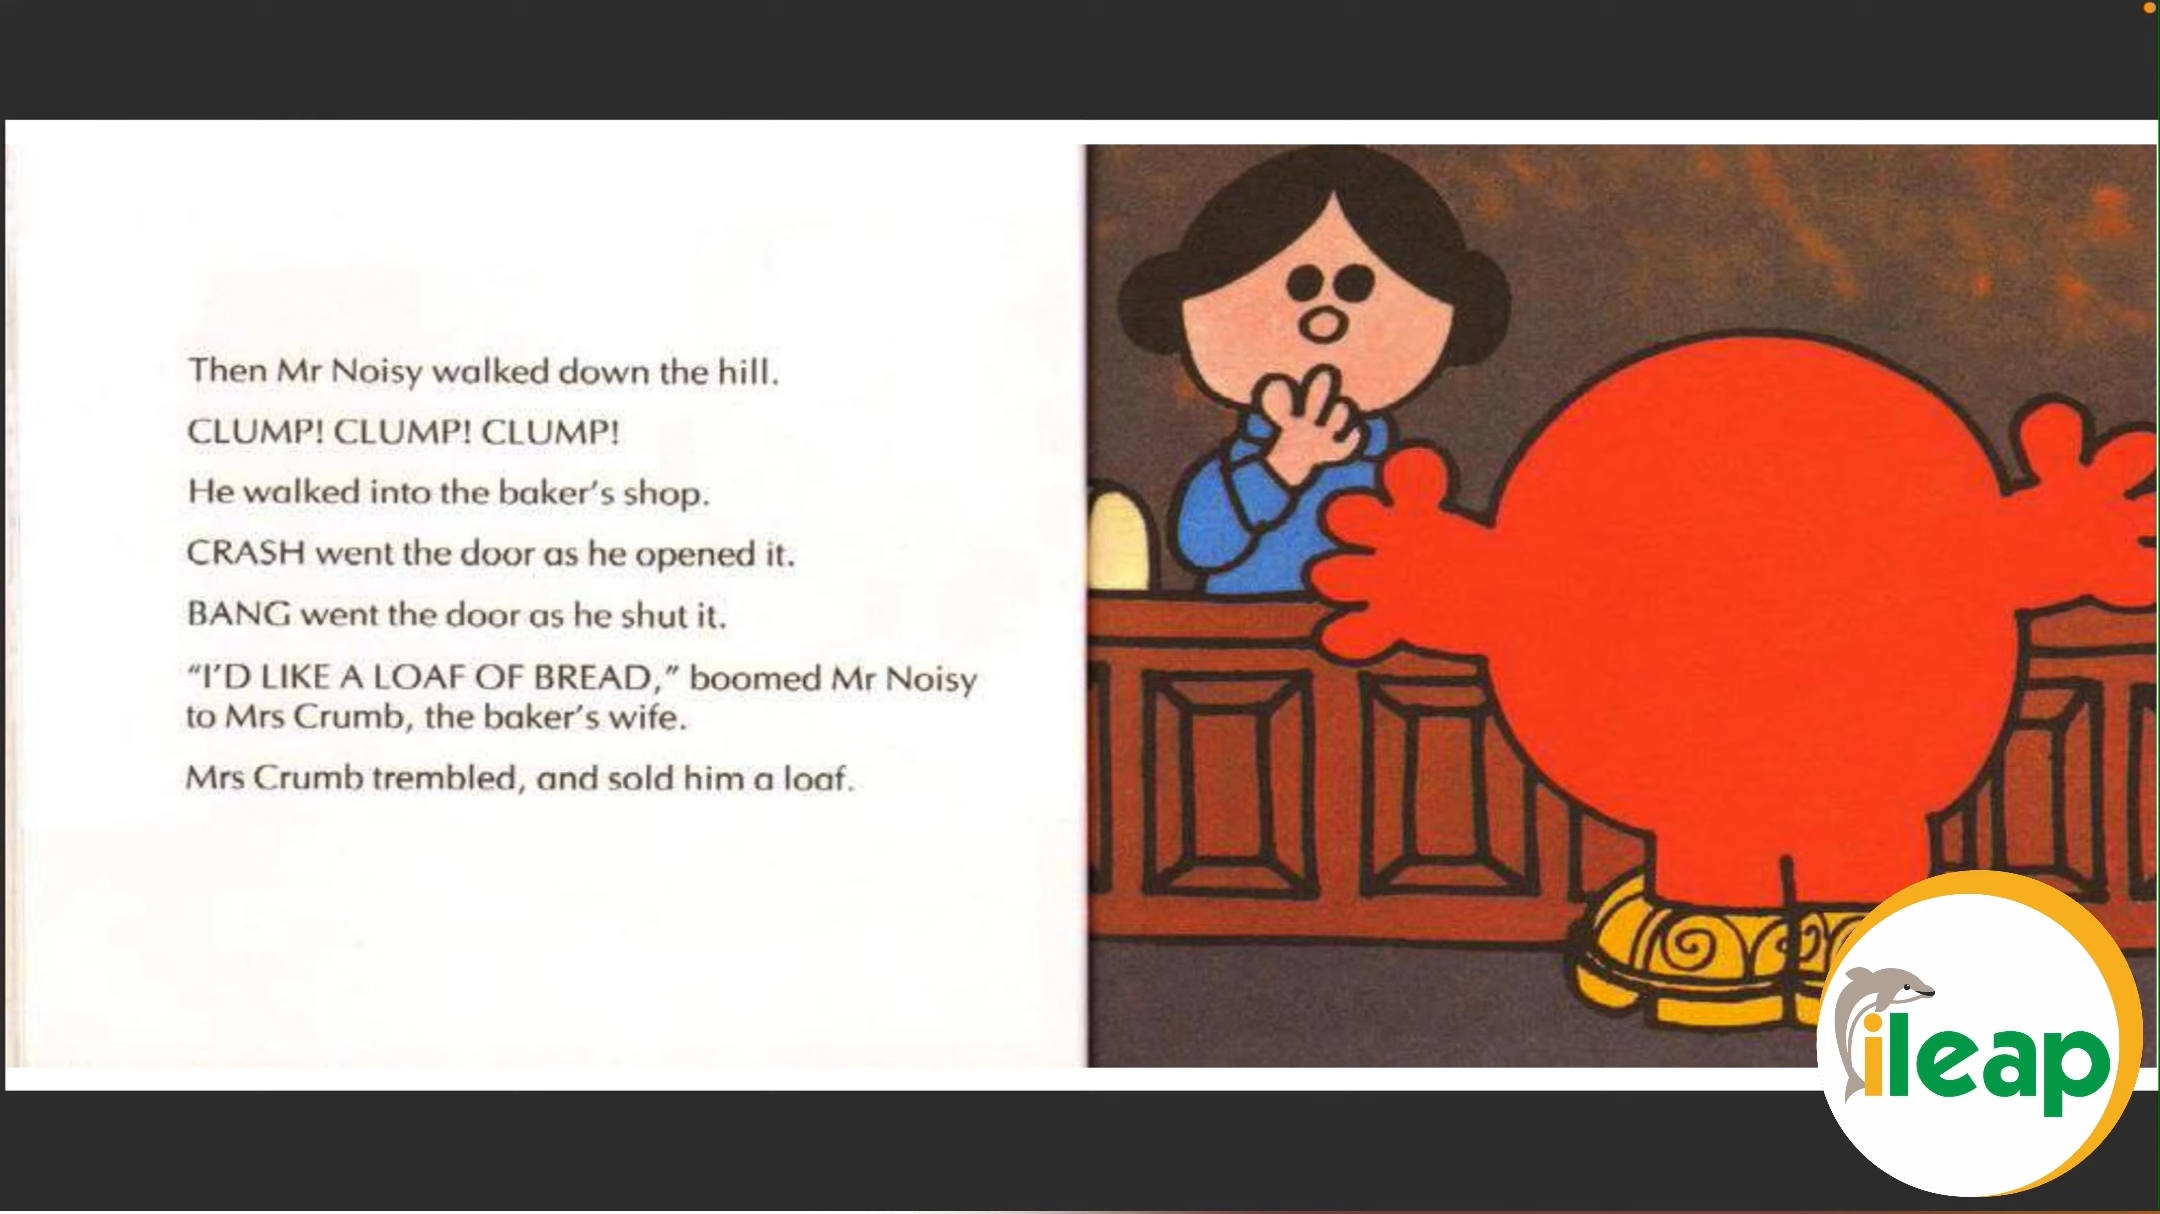 Then Mr Noisy walked down the hill.
CLUMP! CLUMP! CLUMP!
He walked into the baker’s shop.
CRASH went the door as he opened it.
BANG went the door as he shut it.
“I’D LIKE A LOAF OF BREAD,” boomed Mr Noisy
to Mrs Crumb, the baker’s wife.
Mrs Crumb trembled, and sold him a loaf.
ileap